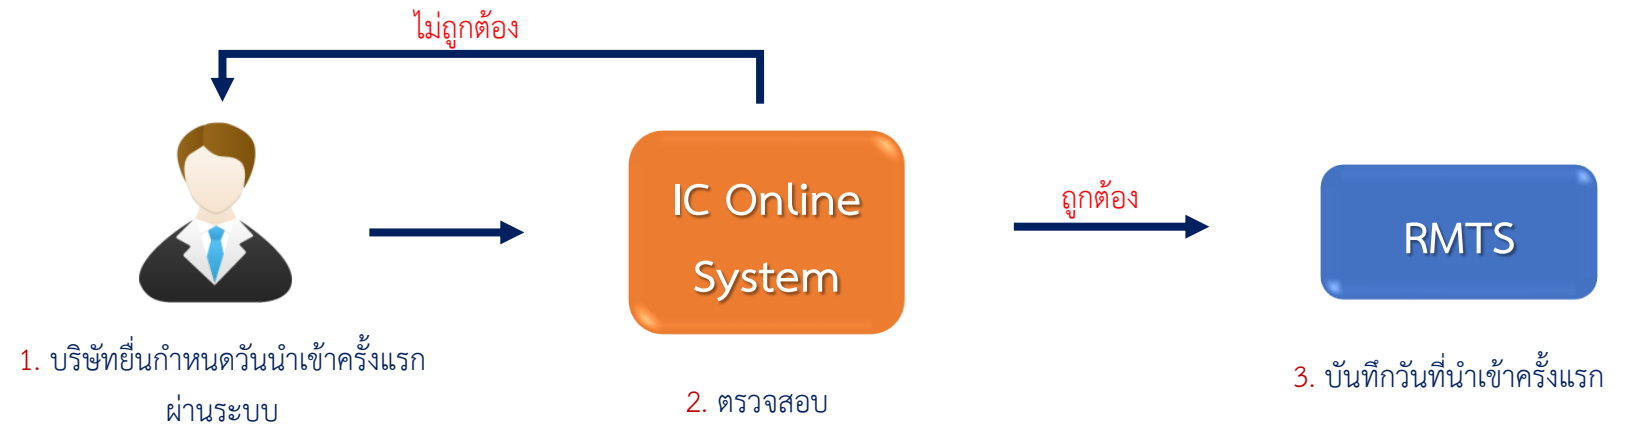 ไม่ถูกต้อง
IC Online
System
ถูกต้อง
RMTS
1. บริษัทยื่นกำหนดวันนำเข้าครั้งแรก
ผ่านระบบ
2. ตรวจสอบ
3. บันทึกวันที่นำเข้าครั้งแรก